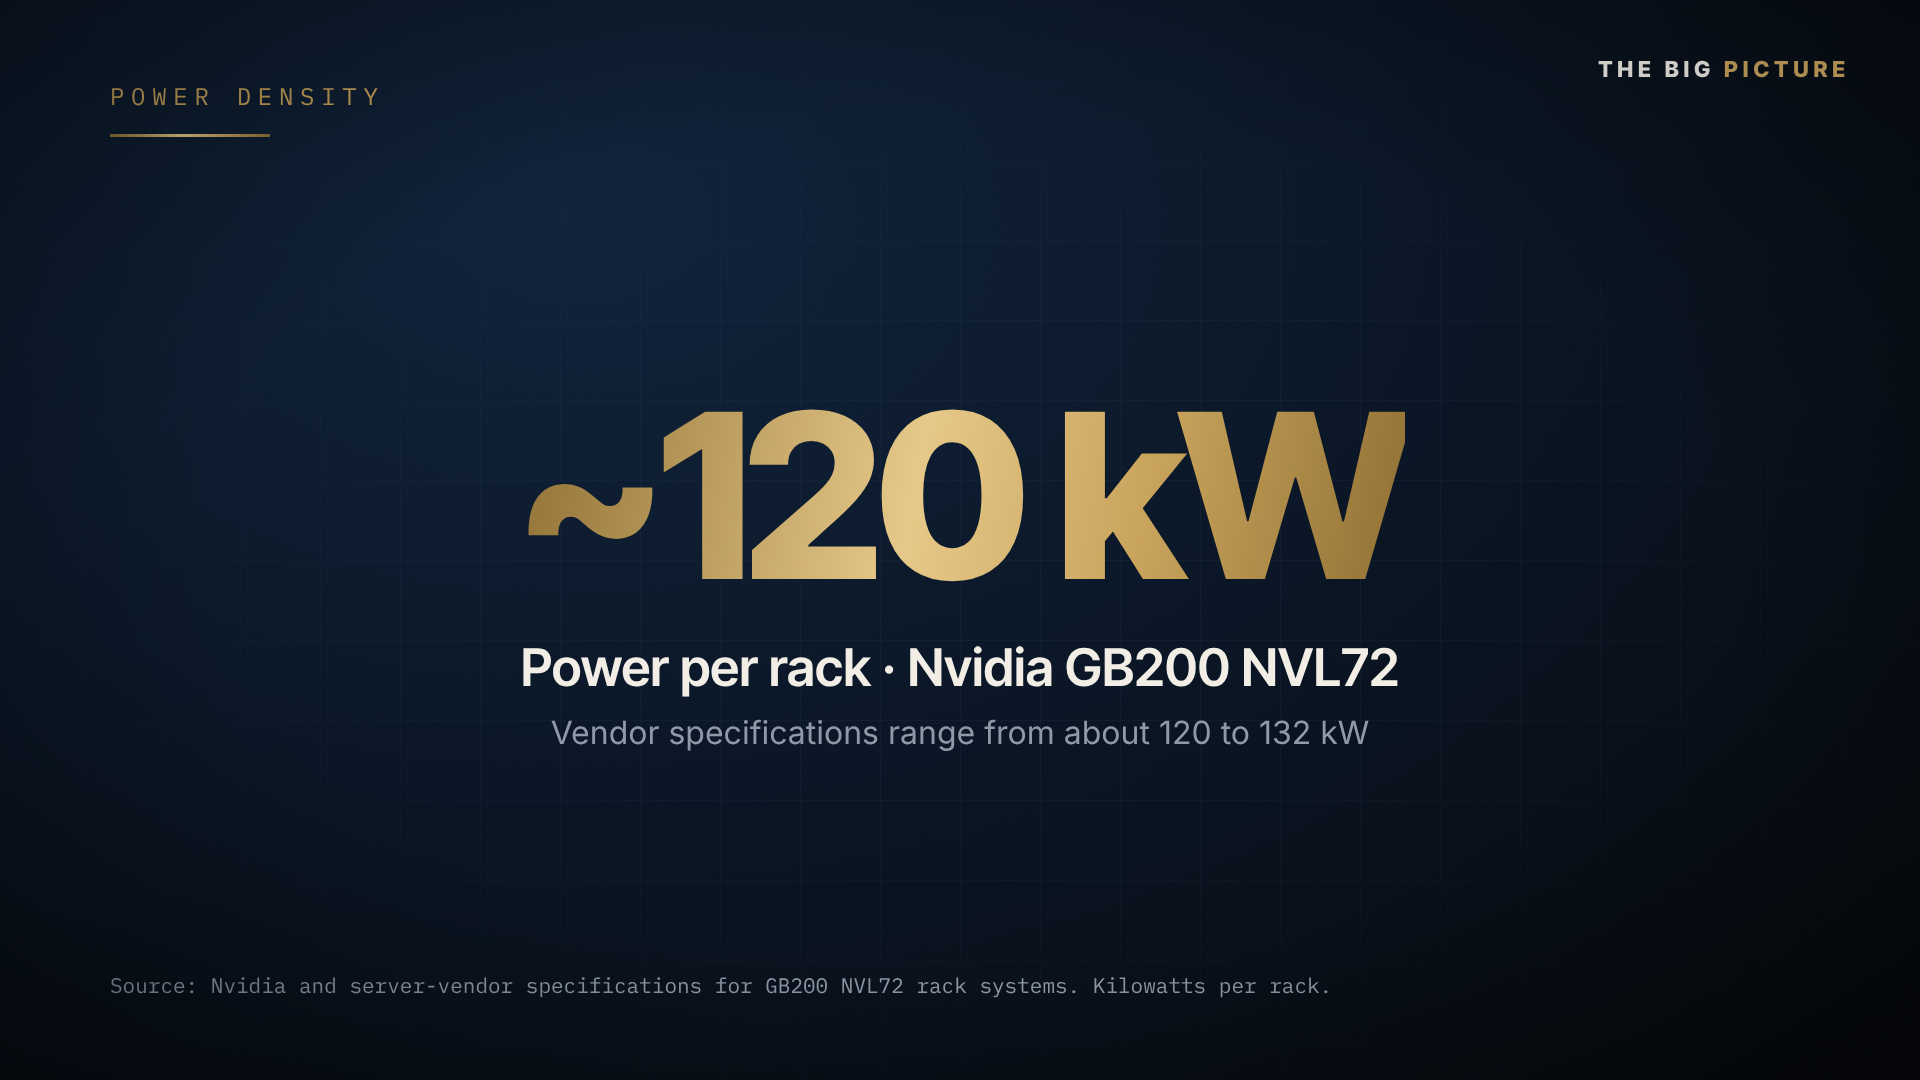 POWER DENSITY
THE BIG PICTURE
~120 kW
Power per rack · Nvidia GB200 NVL72
Vendor specifications range from about 120 to 132 kW
Source: Nvidia and server-vendor specifications for GB200 NVL72 rack systems. Kilowatts per rack.